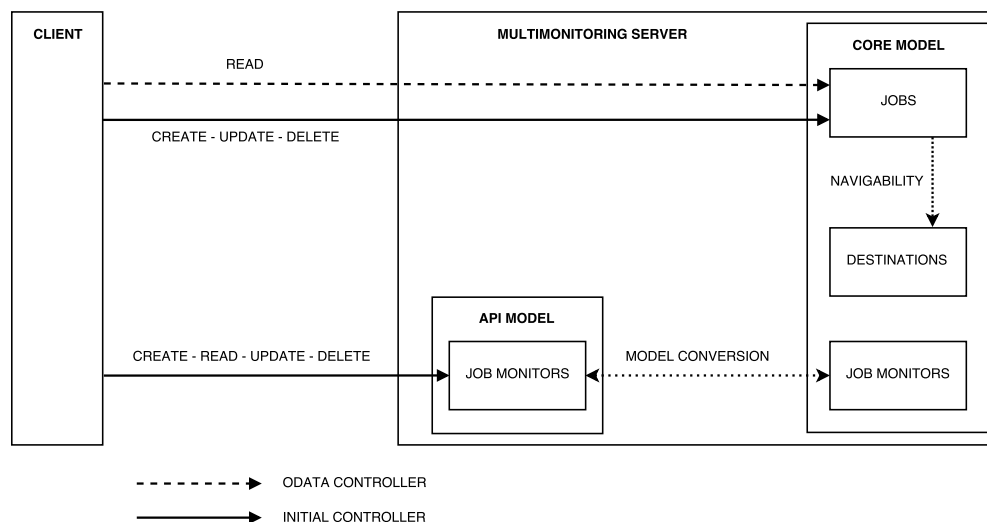 CLIENT
MULTIMONITORING SERVER
CORE MODEL
READ
JOBS
CREATE - UPDATE - DELETE
NAVIGABILITY
DESTINATIONS
API MODEL
CREATE - READ - UPDATE - DELETE
JOB MONITORS
MODEL CONVERSION
JOB MONITORS
ODATA CONTROLLER
INITIAL CONTROLLER